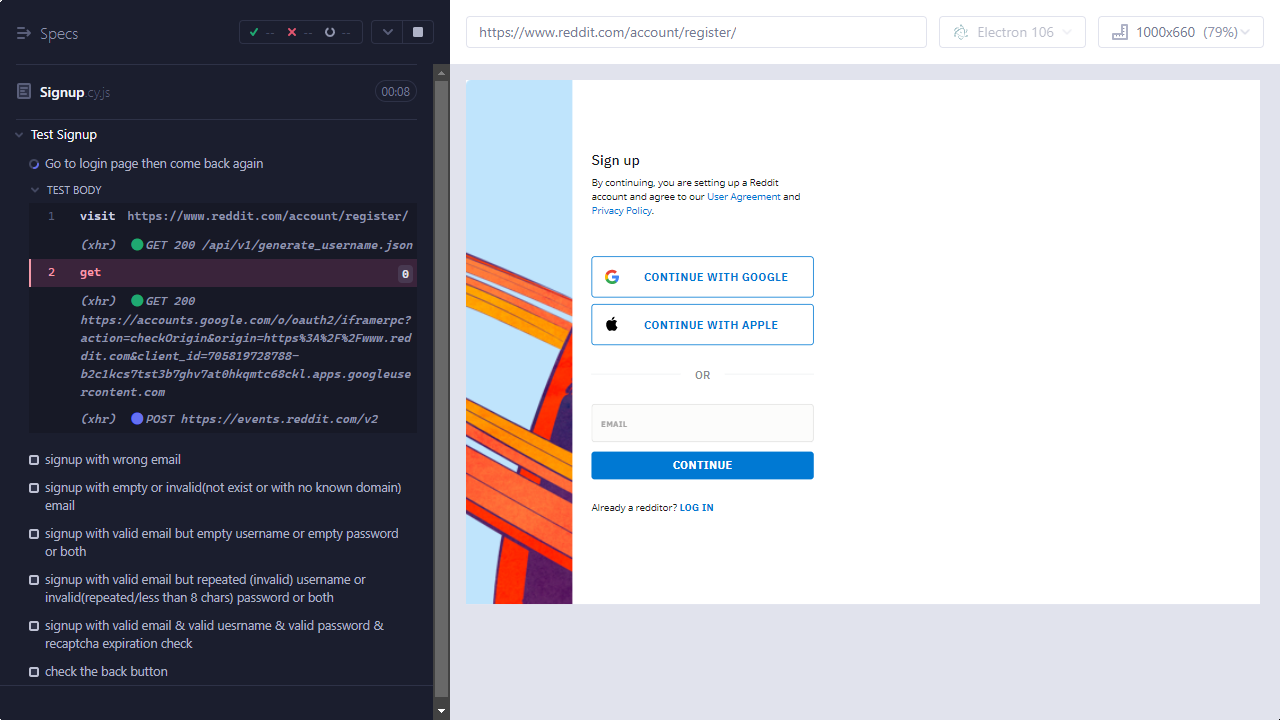 Specs
--
--
--
Signup.cy.js
00:08
Test Signup
Go to login page then come back again
TEST BODY
1 visit https://www.reddit.com/account/register/
(xhr) GET 200 /api/v1/generate_username.json
2 get 0
(xhr) GET 200
https://accounts.google.com/o/oauth2/iframerpc?
action=checkOrigin&origin=https%3A%2F%2Fwww.red
dit.com&client_id=705819728788-
b2c1kcs7tst3b7ghv7at0hkqmtc68ckl.apps.googleuse
rcontent.com
(xhr) POST https://events.reddit.com/v2
signup with wrong email
signup with empty or invalid(not exist or with no known domain)
email
signup with valid email but empty username or empty password
or both
signup with valid email but repeated (invalid) username or
invalid(repeated/less than 8 chars) password or both
signup with valid email & valid uesrname & valid password &
recaptcha expiration check
check the back button
https://www.reddit.com/account/register/
Electron 106
1000x660 (79%)
Sign up
By continuing, you are setting up a Reddit
account and agree to our User Agreement and
Privacy Policy.
CONTINUE WITH GOOGLE
CONTINUE WITH APPLE
OR
EMAIL
CONTINUE
Already a redditor? LOG IN